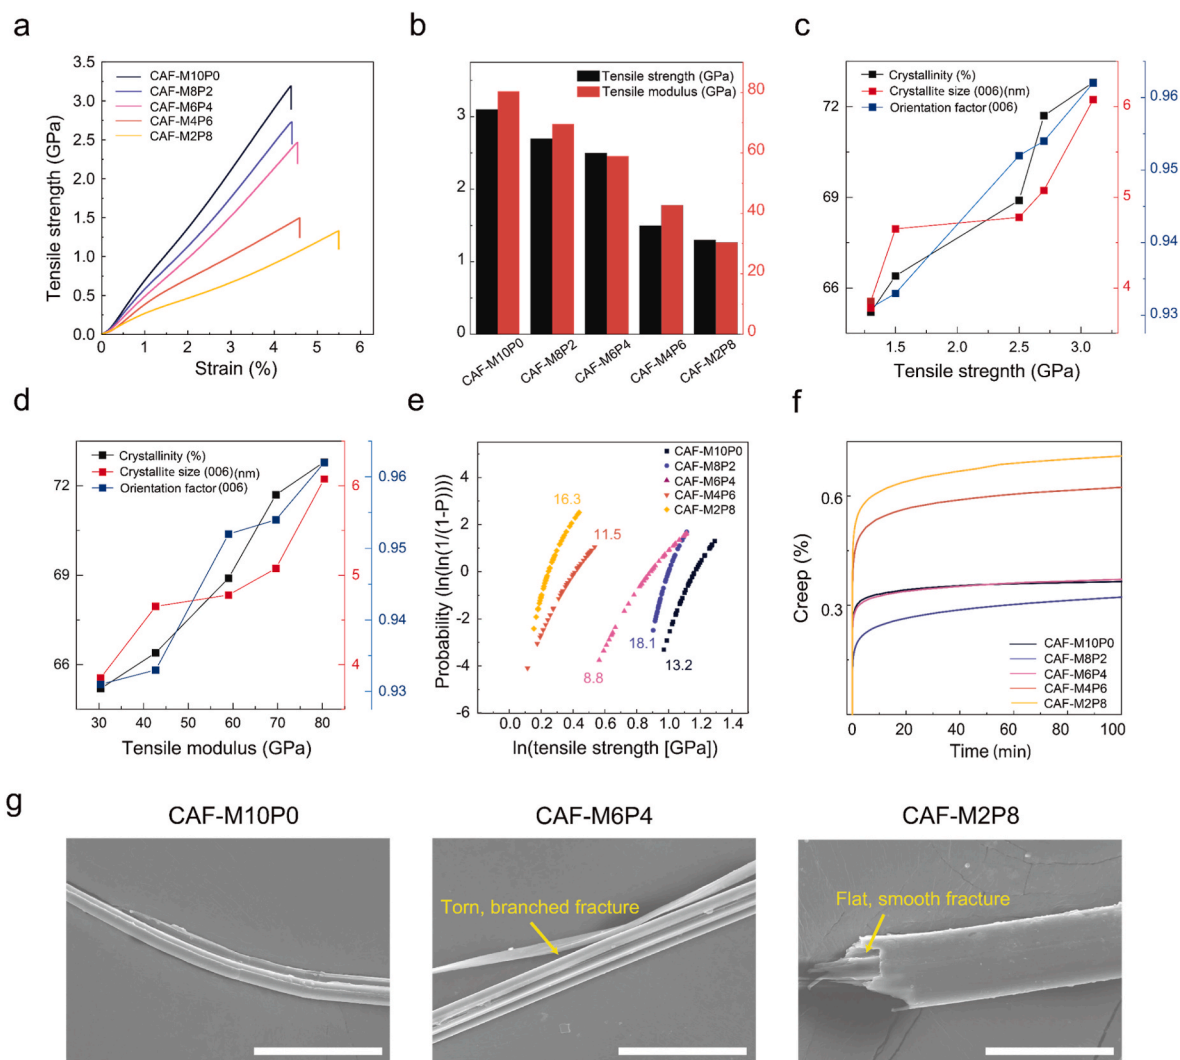 a
Tensile strength (GPa)
3.5
3.0
2.5
2.0
1.5
1.0
0.5
0.0
CAF-M10P0
CAF-M8P2
CAF-M6P4
CAF-M4P6
CAF-M2P8
0 1 2 3 4 5 6
Strain (%)
b
Tensile strength (GPa)
Tensile modulus (GPa)
3
2
1
0
80
60
40
20
0
CAF-M10P0
CAF-M8P2
CAF-M6P4
CAF-M4P6
CAF-M2P8
c
Crystallinity (%)
Crystallite size (006)(nm)
Orientation factor(006)
72
69
66
6
5
4
0.96
0.95
0.94
0.93
1.5 2.0 2.5 3.0
Tensile stregnth (GPa)
d
Crystallinity (%)
Crystallite size (006)(nm)
Orientation factor(006)
72
69
66
6
5
4
0.96
0.95
0.94
0.93
30 40 50 60 70 80
Tensile modulus (GPa)
e
Probability (ln(ln(1/(1-P))))
4
2
0
-2
-4
-6
CAF-M10P0
CAF-M8P2
CAF-M6P4
CAF-M4P6
CAF-M2P8
16.3
11.5
18.1
8.8
13.2
0.0 0.2 0.4 0.6 0.8 1.0 1.2 1.4
ln(tensile strength [GPa])
f
Creep (%)
0.6
0.3
CAF-M10P0
CAF-M8P2
CAF-M6P4
CAF-M4P6
CAF-M2P8
0 20 40 60 80 100
Time (min)
g
CAF-M10P0
CAF-M6P4
CAF-M2P8
Torn, branched fracture
Flat, smooth fracture